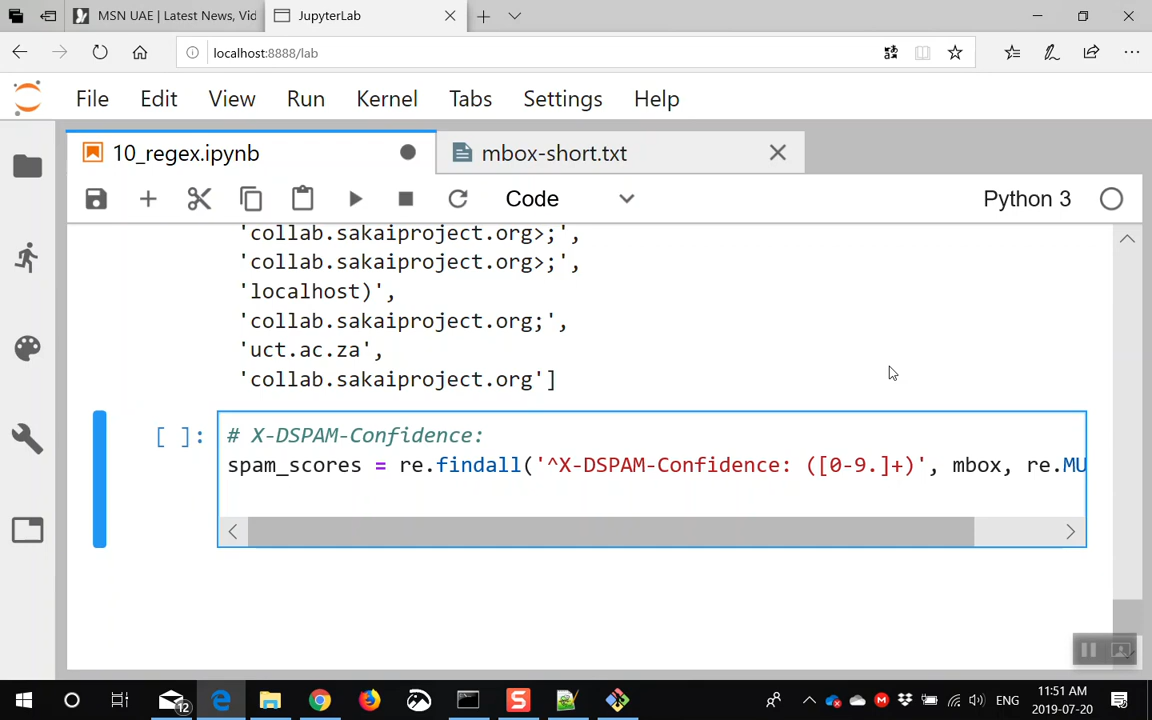 MSN UAE | Latest News, Vid
JupyterLab
localhost:8888/lab
File Edit View Run Kernel Tabs Settings Help
10_regex.ipynb
mbox-short.txt
Code
Python 3
'collab.sakaiproject.org>;',
'collab.sakaiproject.org>;',
'localhost)',
'collab.sakaiproject.org;',
'uct.ac.za',
'collab.sakaiproject.org']
[ ]: # X-DSPAM-Confidence:
spam_scores = re.findall('^X-DSPAM-Confidence: ([0-9.]+)', mbox, re.MU
12
ENG
11:51 AM
2019-07-20